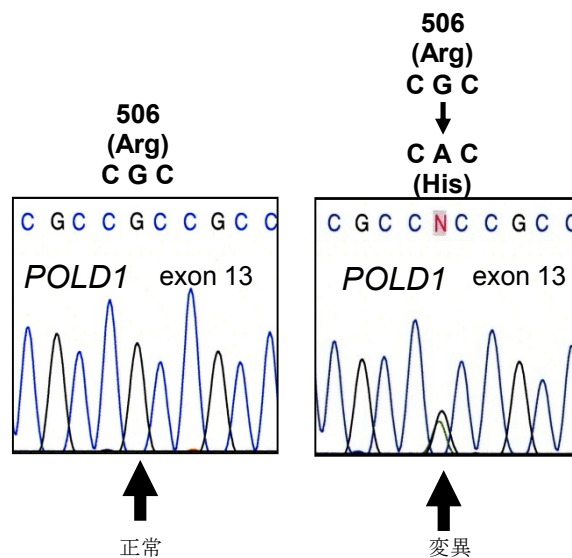 506
(Arg)
C G C
C G C C G C C G C C
POLD1 exon 13
正常
506
(Arg)
C G C
C A C
(His)
C G C C N C C G C C
POLD1 exon 13
変異